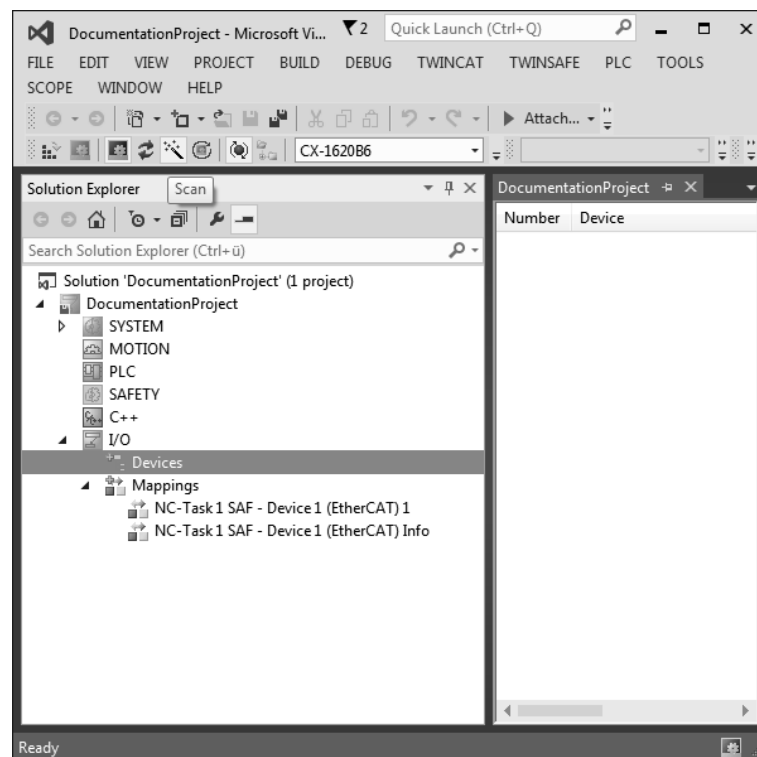 DocumentationProject - Microsoft Vi... 2 Quick Launch (Ctrl+Q)
FILE EDIT VIEW PROJECT BUILD DEBUG TWINCAT TWINSAFE PLC TOOLS
SCOPE WINDOW HELP
Attach...
CX-1620B6
Solution Explorer
Scan
DocumentationProject
Number Device
Search Solution Explorer (Ctrl+ü)
Solution 'DocumentationProject' (1 project)
DocumentationProject
SYSTEM
MOTION
PLC
SAFETY
C++
I/O
Devices
Mappings
NC-Task 1 SAF - Device 1 (EtherCAT) 1
NC-Task 1 SAF - Device 1 (EtherCAT) Info
Ready